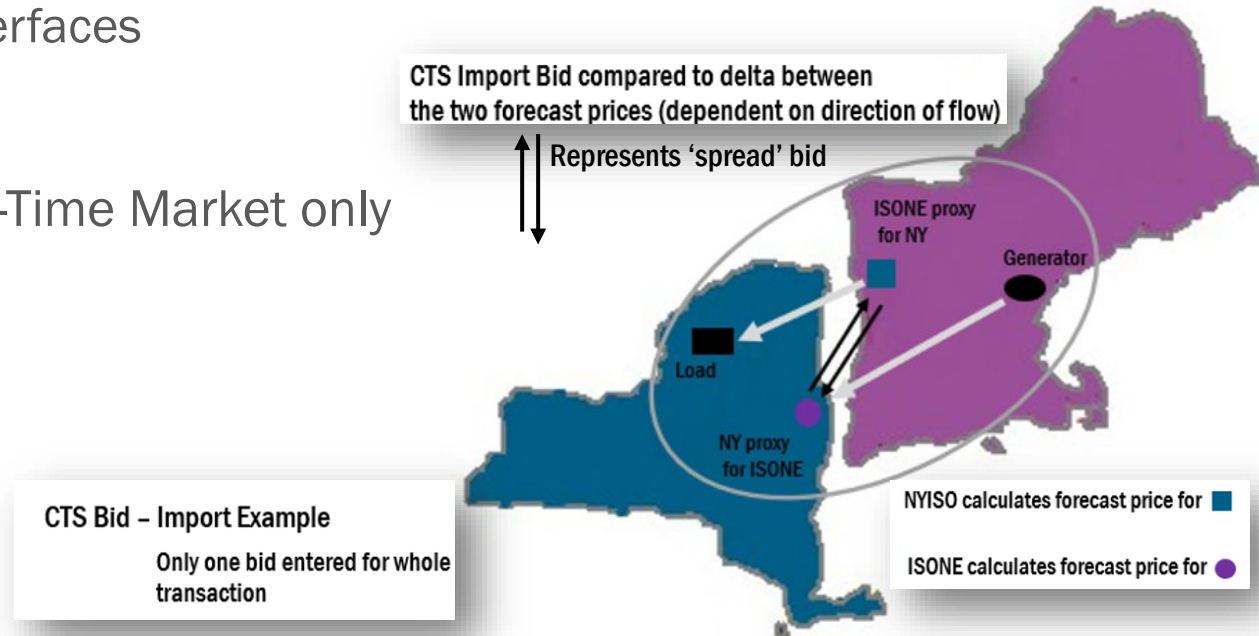 erfaces
CTS Import Bid compared to delta between
the two forecast prices (dependent on direction of flow)
Represents ‘spread’ bid
-Time Market only
ISONE proxy
for NY
Generator
Load
NY proxy
for ISONE
CTS Bid – Import Example
Only one bid entered for whole
transaction
NYISO calculates forecast price for
ISONE calculates forecast price for